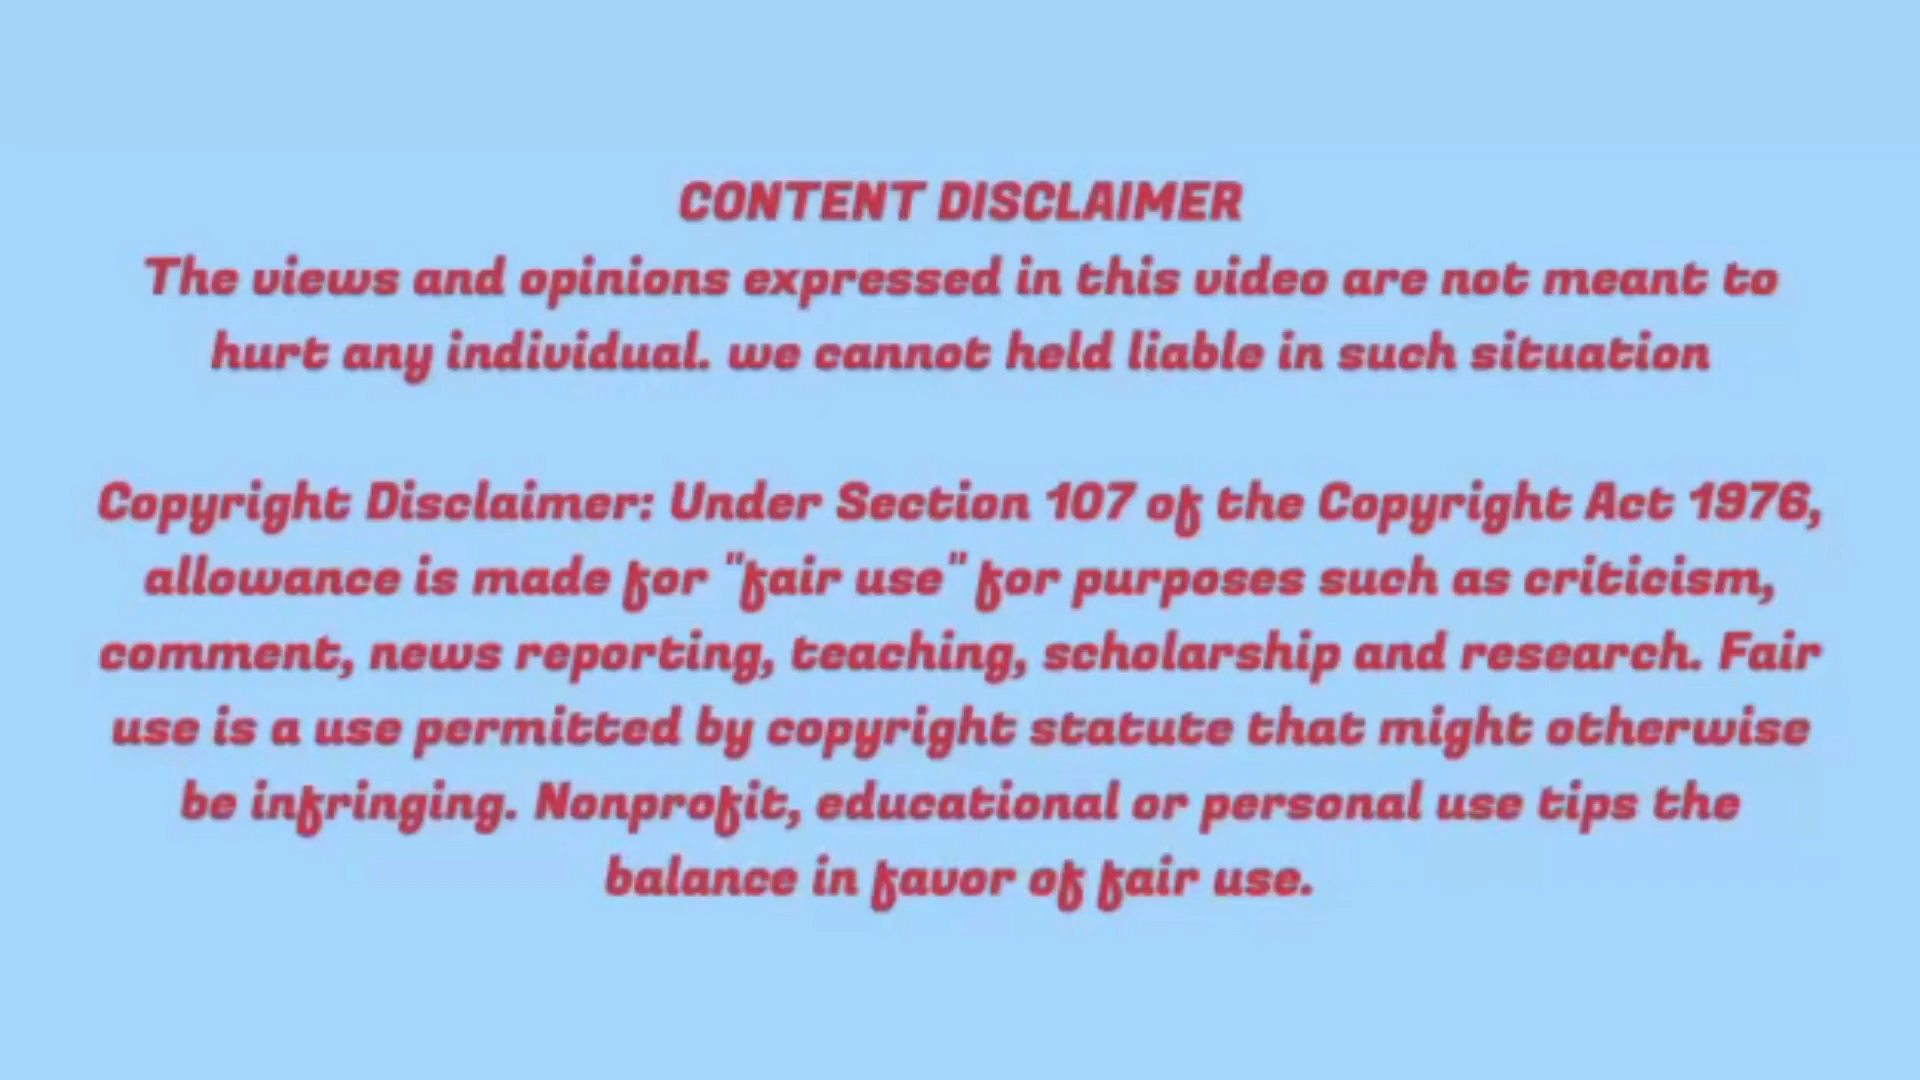 CONTENT DISCLAIMER
The views and opinions expressed in this video are not meant to
hurt any individual. we cannot held liable in such situation
Copyright Disclaimer: Under Section 107 of the Copyright Act 1976,
allowance is made for "fair use" for purposes such as criticism,
comment, news reporting, teaching, scholarship and research. Fair
use is a use permitted by copyright statute that might otherwise
be infringing. Nonprofit, educational or personal use tips the
balance in favor of fair use.